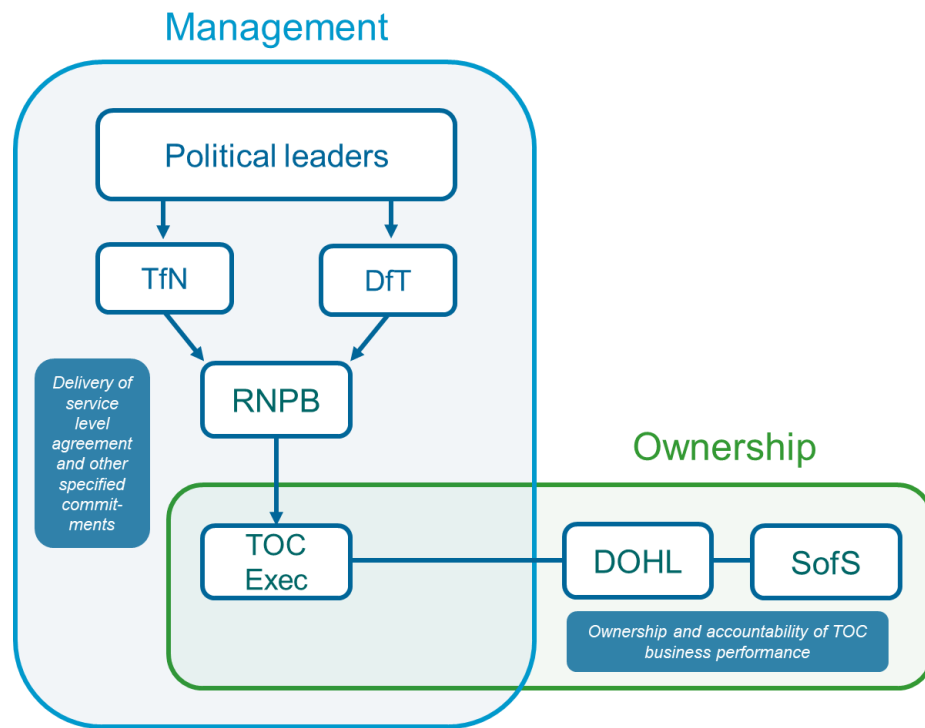 Management
Political leaders
TfN
DfT
RNPB
Delivery of
service
level
agreement
and other
specified
commit-
ments
Ownership
TOC
Exec
DOHL
SofS
Ownership and accountability of TOC
business performance